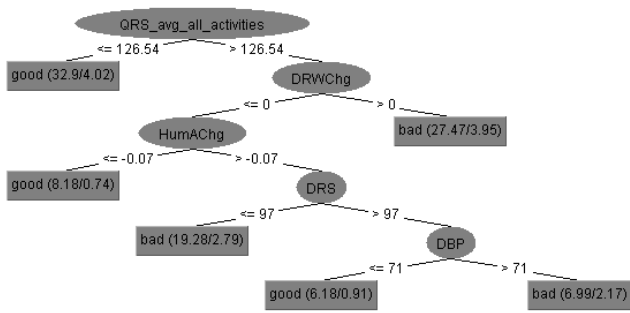 QRS_avg_all_activities
<= 126.54 > 126.54
good (32.9/4.02) DRWChg
<= 0 > 0
HumAChg bad (27.47/3.95)
<= -0.07 > -0.07
good (8.18/0.74) DRS
<= 97 > 97
bad (19.28/2.79) DBP
<= 71 > 71
good (6.18/0.91) bad (6.99/2.17)